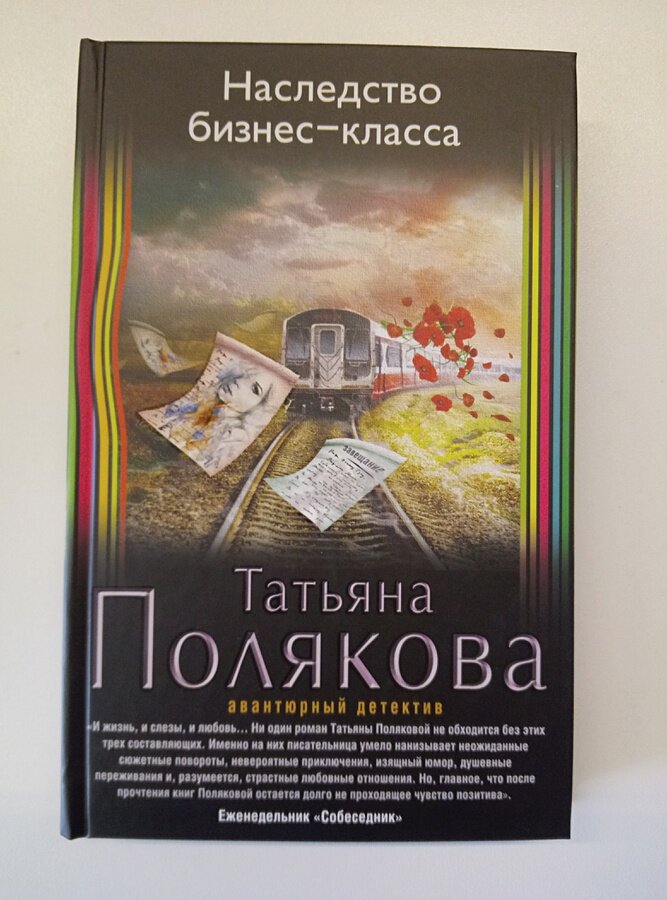 Наследство
бизнес-класса
завещание
Татьяна
Полякова
авантюрный детектив
«И жизнь, и слезы, и любовь... Ни один роман Татьяны Поляковой не обходится без этих
трех составляющих. Именно на них писательница умело нанизывает неожиданные
сюжетные повороты, невероятные приключения, изящный юмор, душевные
переживания и, разумеется, страстные любовные отношения. Но, главное, что после
прочтения книг Поляковой остается долго не проходящее чувство позитива».
Еженедельник «Собеседник»